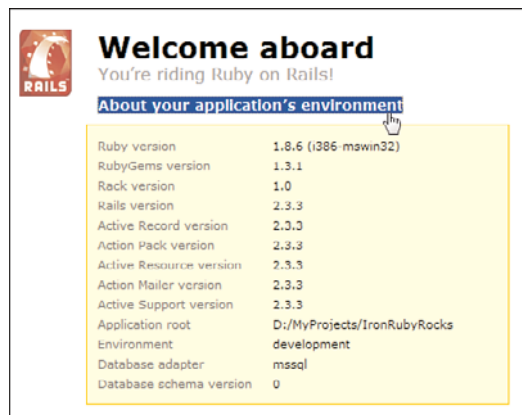 Welcome aboard
You're riding Ruby on Rails!
RAILS
About your application's environment
Ruby version 1.8.6 (i386-mswin32)
RubyGems version 1.3.1
Rack version 1.0
Rails version 2.3.3
Active Record version 2.3.3
Action Pack version 2.3.3
Active Resource version 2.3.3
Action Mailer version 2.3.3
Active Support version 2.3.3
Application root D:/MyProjects/IronRubyRocks
Environment development
Database adapter mssql
Database schema version 0